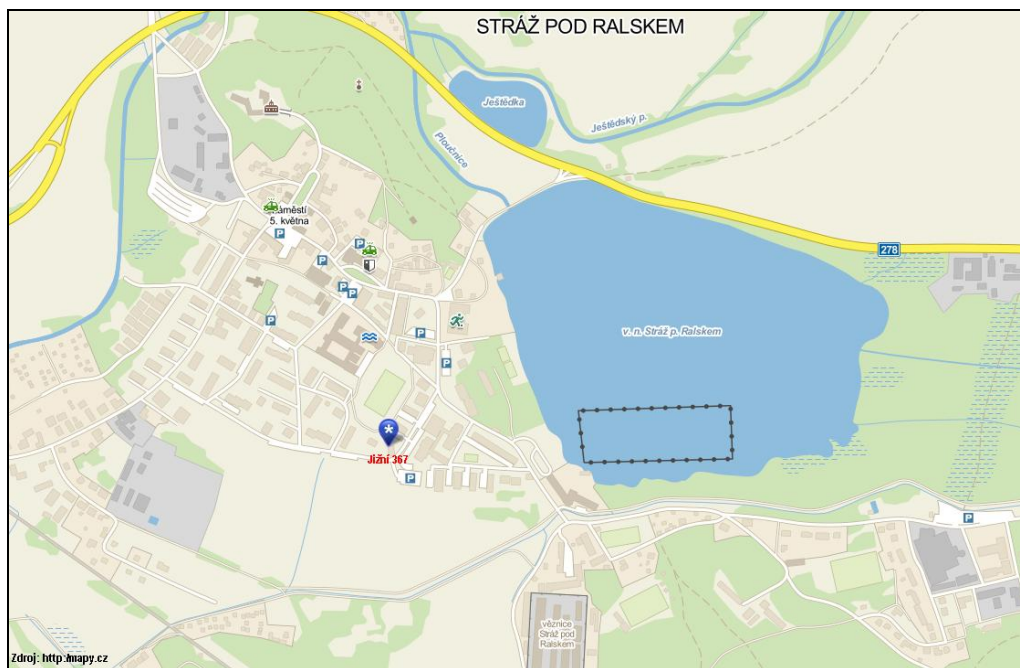 STRÁŽ POD RALSKEM
Ještědka
Ještědský p.
Ploučnice
náměstí
5. května
P
P
P
278
P
P
P
v. n. Stráž p. Ralskem
P
P
P
Jižní 367
P
P
věznice
Stráž pod
Ralskem
Zdroj: http:/mapy.cz